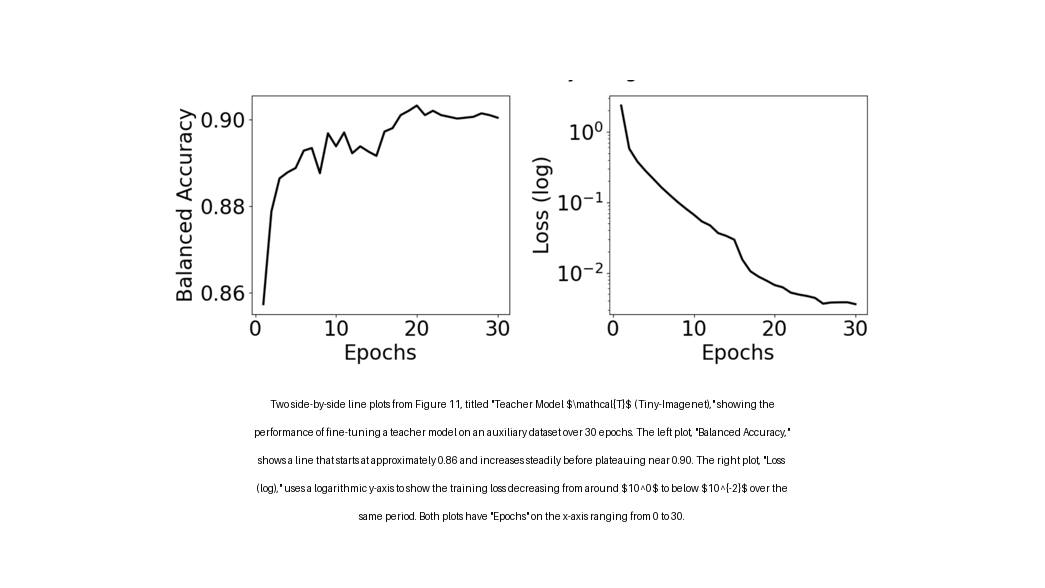 Balanced Accuracy
0.90
0.88
0.86
0 10 20 30
Epochs
Loss (log)
10⁰
10⁻¹
10⁻²
0 10 20 30
Epochs
Two side-by-side line plots from Figure 11, titled "Teacher Model $\mathcal{T}$ (Tiny-Imagenet)," showing the
performance of fine-tuning a teacher model on an auxiliary dataset over 30 epochs. The left plot, "Balanced Accuracy,"
shows a line that starts at approximately 0.86 and increases steadily before plateauing near 0.90. The right plot, "Loss
(log)," uses a logarithmic y-axis to show the training loss decreasing from around $10^0$ to below $10^{-2}$ over the
same period. Both plots have "Epochs" on the x-axis ranging from 0 to 30.